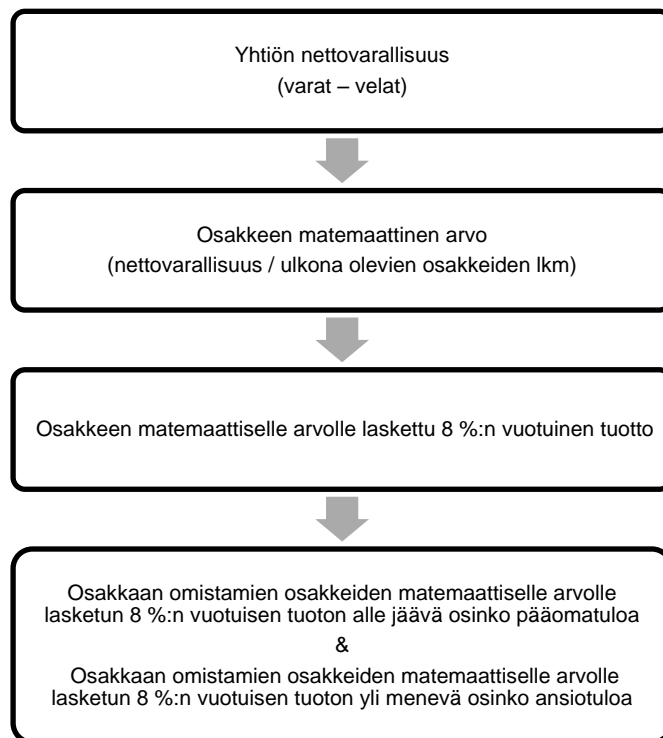 Yhtiön nettovarallisuus
(varat – velat)
Osakkeen matemaattinen arvo
(nettovarallisuus / ulkona olevien osakkeiden lkm)
Osakkeen matemaattiselle arvolle laskettu 8 %:n vuotuinen tuotto
Osakkaan omistamien osakkeiden matemaattiselle arvolle
lasketun 8 %:n vuotuisen tuoton alle jäävä osinko pääomatuloa
&
Osakkaan omistamien osakkeiden matemaattiselle arvolle
lasketun 8 %:n vuotuisen tuoton yli menevä osinko ansiotuloa